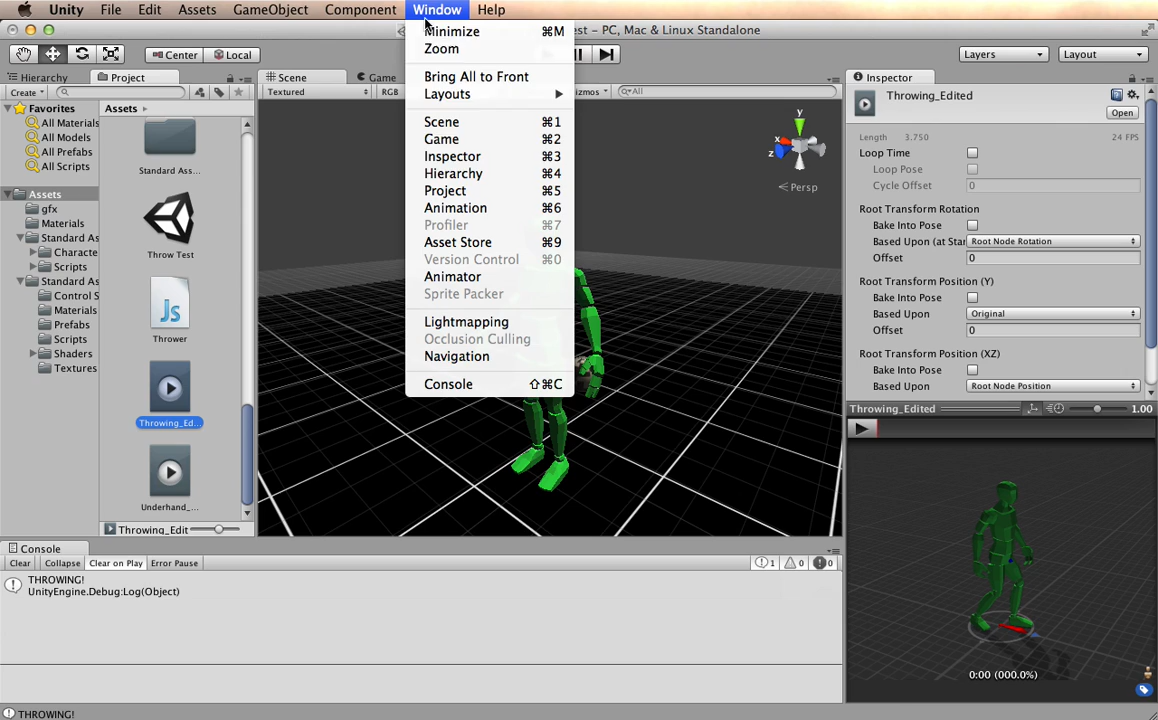 Unity File Edit Assets GameObject Component Window Help
est - PC, Mac & Linux Standalone
Center Local
Layers Layout
Hierarchy Project
Create
Favorites
All Materials
All Models
All Prefabs
All Scripts
Assets
gfx
Materials
Standard As
Characte
Scripts
Standard As
Control S
Materials
Prefabs
Scripts
Shaders
Textures
Assets
Standard Ass...
Throw Test
Js
Thrower
Throwing_Ed...
Underhand_...
Throwing_Edit
Scene Game
Textured RGB
izmos All
Minimize ⌘M
Zoom
Bring All to Front
Layouts
Scene ⌘1
Game ⌘2
Inspector ⌘3
Hierarchy ⌘4
Project ⌘5
Animation ⌘6
Profiler ⌘7
Asset Store ⌘9
Version Control ⌘0
Animator
Sprite Packer
Lightmapping
Occlusion Culling
Navigation
Console ⇧⌘C
y
x
z
Persp
Inspector
Throwing_Edited
Open
Length 3.750 24 FPS
Loop Time
Loop Pose
Cycle Offset 0
Root Transform Rotation
Bake Into Pose
Based Upon (at Star Root Node Rotation
Offset 0
Root Transform Position (Y)
Bake Into Pose
Based Upon Original
Offset 0
Root Transform Position (XZ)
Bake Into Pose
Based Upon Root Node Position
Throwing_Edited 1.00
0:00 (000.0%)
Console
Clear Collapse Clear on Play Error Pause 1 0 0
THROWING!
UnityEngine.Debug:Log(Object)
THROWING!